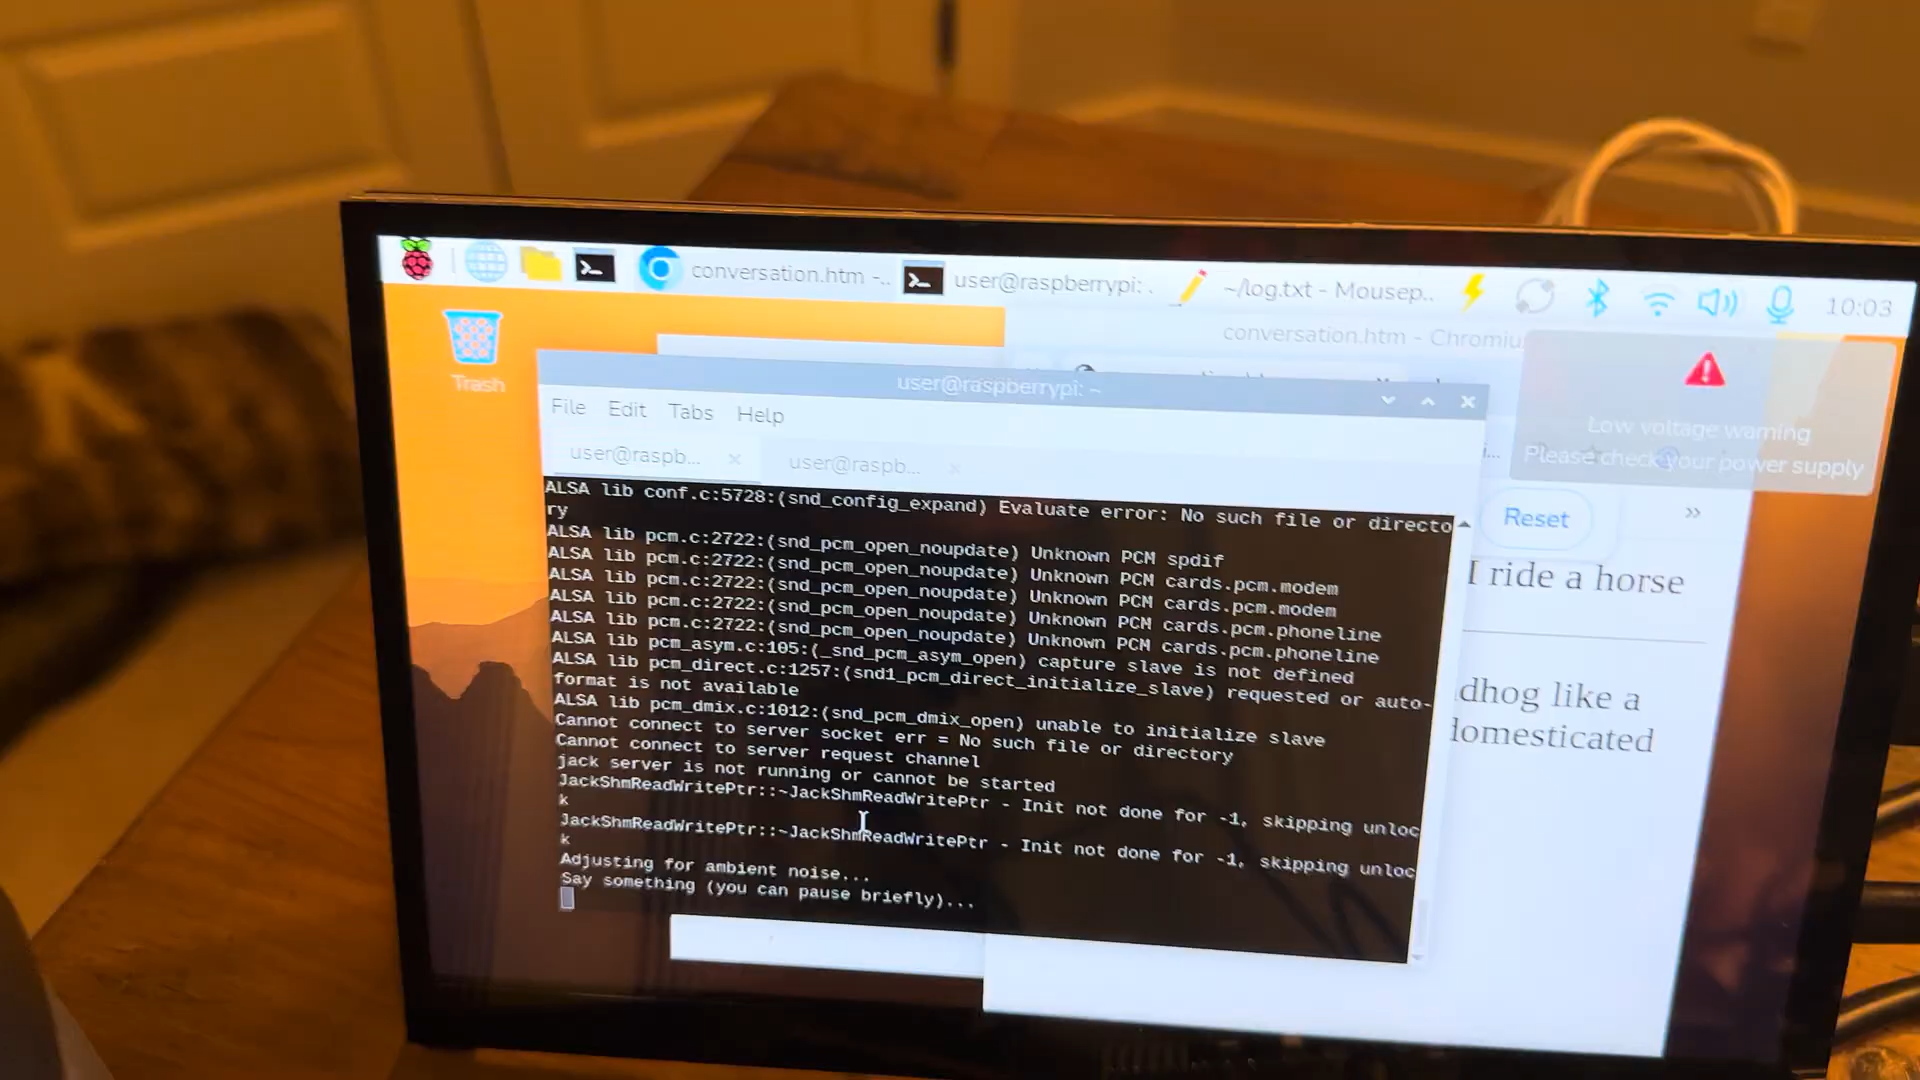 conversation.htm -..
user@raspberrypi: .
~/log.txt - Mousep..
10:03
Trash
conversation.htm - Chromiu
Low voltage warning
Please check your power supply
user@raspberrypi: ~
File Edit Tabs Help
user@raspb...
user@raspb...
ALSA lib conf.c:5728:(snd_config_expand) Evaluate error: No such file or directo
ry
ALSA lib pcm.c:2722:(snd_pcm_open_noupdate) Unknown PCM spdif
ALSA lib pcm.c:2722:(snd_pcm_open_noupdate) Unknown PCM cards.pcm.modem
ALSA lib pcm.c:2722:(snd_pcm_open_noupdate) Unknown PCM cards.pcm.modem
ALSA lib pcm.c:2722:(snd_pcm_open_noupdate) Unknown PCM cards.pcm.phoneline
ALSA lib pcm.c:2722:(snd_pcm_open_noupdate) Unknown PCM cards.pcm.phoneline
ALSA lib pcm_asym.c:105:(_snd_pcm_asym_open) capture slave is not defined
ALSA lib pcm_direct.c:1257:(snd1_pcm_direct_initialize_slave) requested or auto-
format is not available
ALSA lib pcm_dmix.c:1012:(snd_pcm_dmix_open) unable to initialize slave
Cannot connect to server socket err = No such file or directory
Cannot connect to server request channel
jack server is not running or cannot be started
JackShmReadWritePtr::~JackShmReadWritePtr - Init not done for -1, skipping unloc
k
JackShmReadWritePtr::~JackShmReadWritePtr - Init not done for -1, skipping unloc
k
Adjusting for ambient noise...
Say something (you can pause briefly)...
Reset
I ride a horse
dhog like a
domesticated